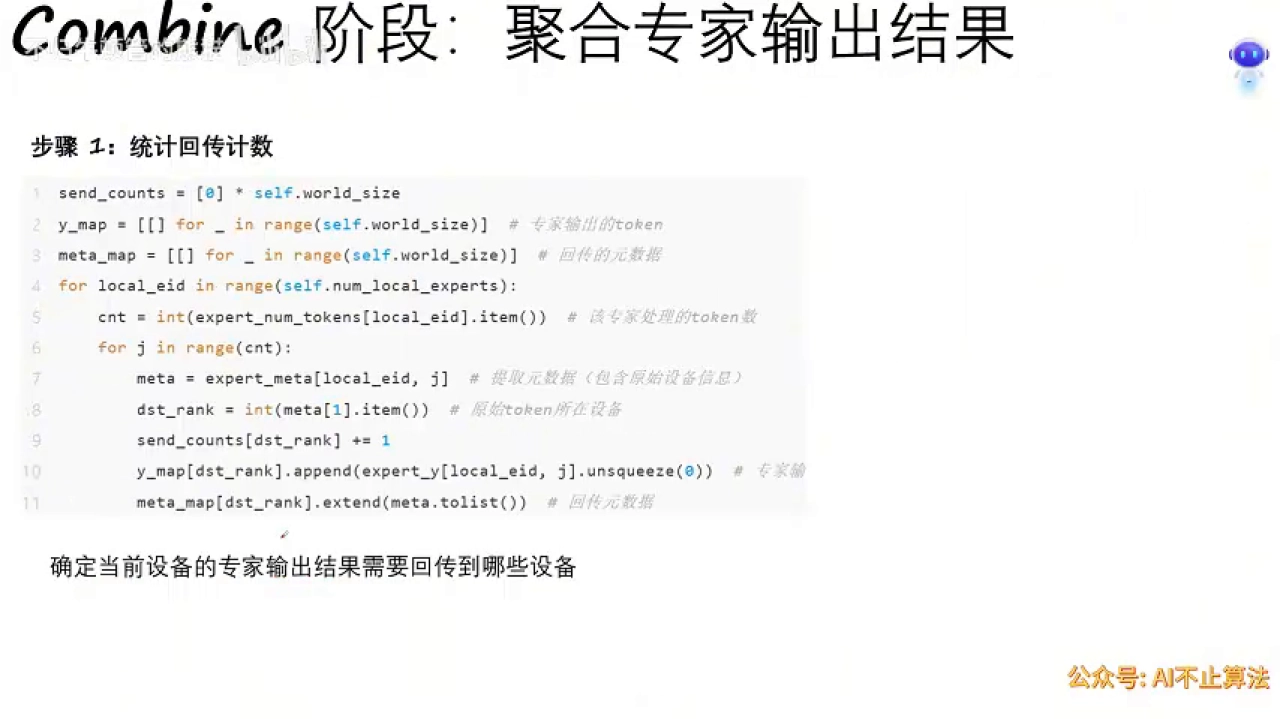 Combine 阶段：聚合专家输出结果
步骤 1：统计回传计数
1 send_counts = [0] * self.world_size
2 y_map = [[] for _ in range(self.world_size)] # 专家输出的token
3 meta_map = [[] for _ in range(self.world_size)] # 回传的元数据
4 for local_eid in range(self.num_local_experts):
5 cnt = int(expert_num_tokens[local_eid].item()) # 该专家处理的token数
6 for j in range(cnt):
7 meta = expert_meta[local_eid, j] # 提取元数据（包含原始设备信息）
8 dst_rank = int(meta[1].item()) # 原始token所在设备
9 send_counts[dst_rank] += 1
10 y_map[dst_rank].append(expert_y[local_eid, j].unsqueeze(0)) # 专家输
11 meta_map[dst_rank].extend(meta.tolist()) # 回传元数据
确定当前设备的专家输出结果需要回传到哪些设备
公众号: AI不止算法